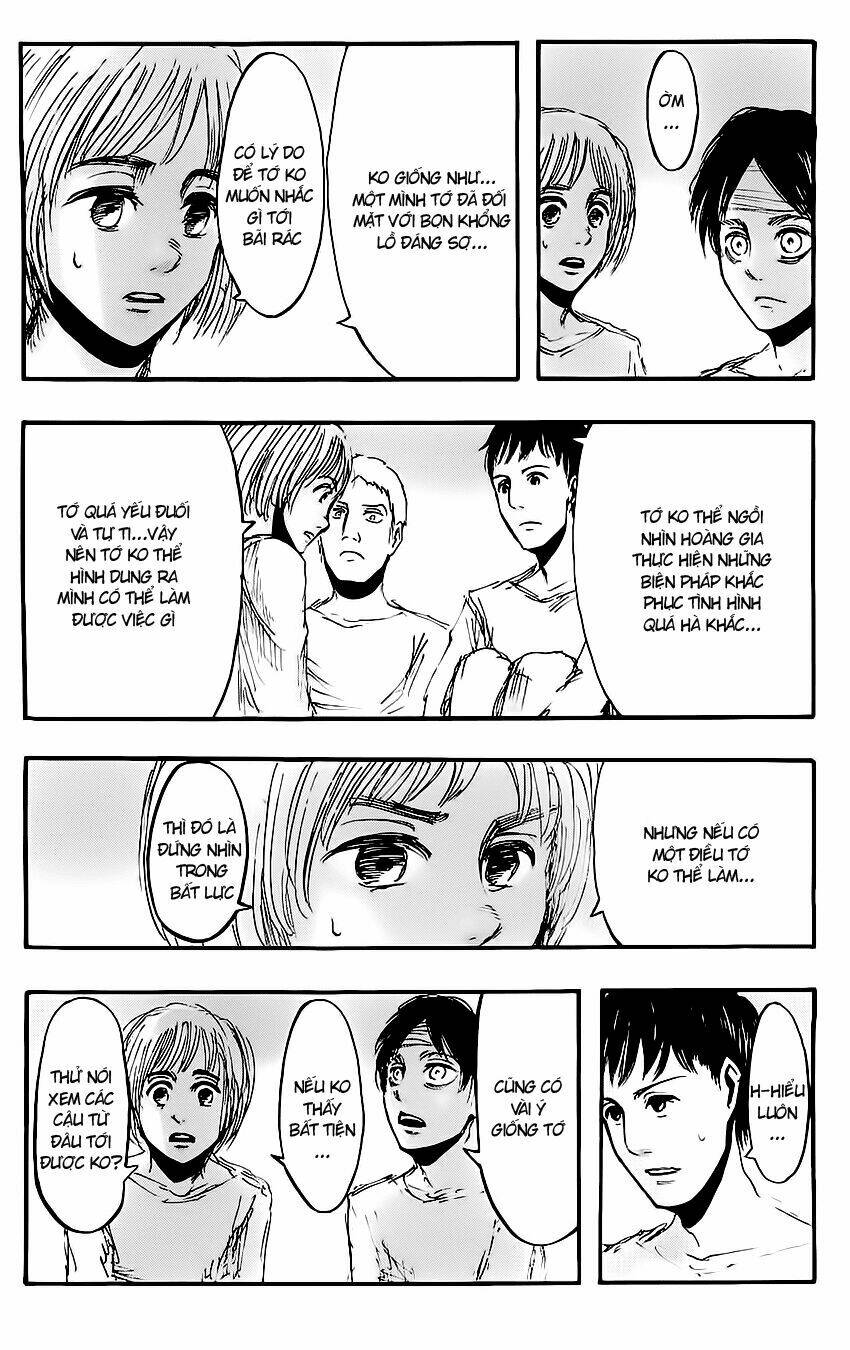 ỜM
...
KO GIỐNG NHƯ...
MỘT MÌNH TỚ ĐÃ ĐỐI
MẶT VỚI BỌN KHỔNG
LỒ ĐÁNG SỢ...
CÓ LÝ DO
ĐỂ TỚ KO
MUỐN NHẮC
GÌ TỚI
BÃI RÁC
TỚ KO THỂ NGỒI
NHÌN HOÀNG GIA
THỰC HIỆN NHỮNG
BIỆN PHÁP KHẮC
PHỤC TÌNH HÌNH
QUÁ HÀ KHẮC...
TỚ QUÁ YẾU ĐUỐI
VÀ TỰ TI...VẬY
NÊN TỚ KO THỂ
HÌNH DUNG RA
MÌNH CÓ THỂ LÀM
ĐƯỢC VIỆC GÌ
NHƯNG NẾU CÓ
MỘT ĐIỀU TỚ
KO THỂ LÀM...
THÌ ĐÓ LÀ
ĐỨNG NHÌN
TRONG
BẤT LỰC
H-HIỂU
LUÔN
...
CŨNG CÓ
VÀI Ý
GIỐNG TỚ
NẾU KO
THẤY
BẤT TIỆN
...
THỬ NÓI
XEM CÁC
CẬU TỪ
ĐÂU TỚI
ĐƯỢC KO?